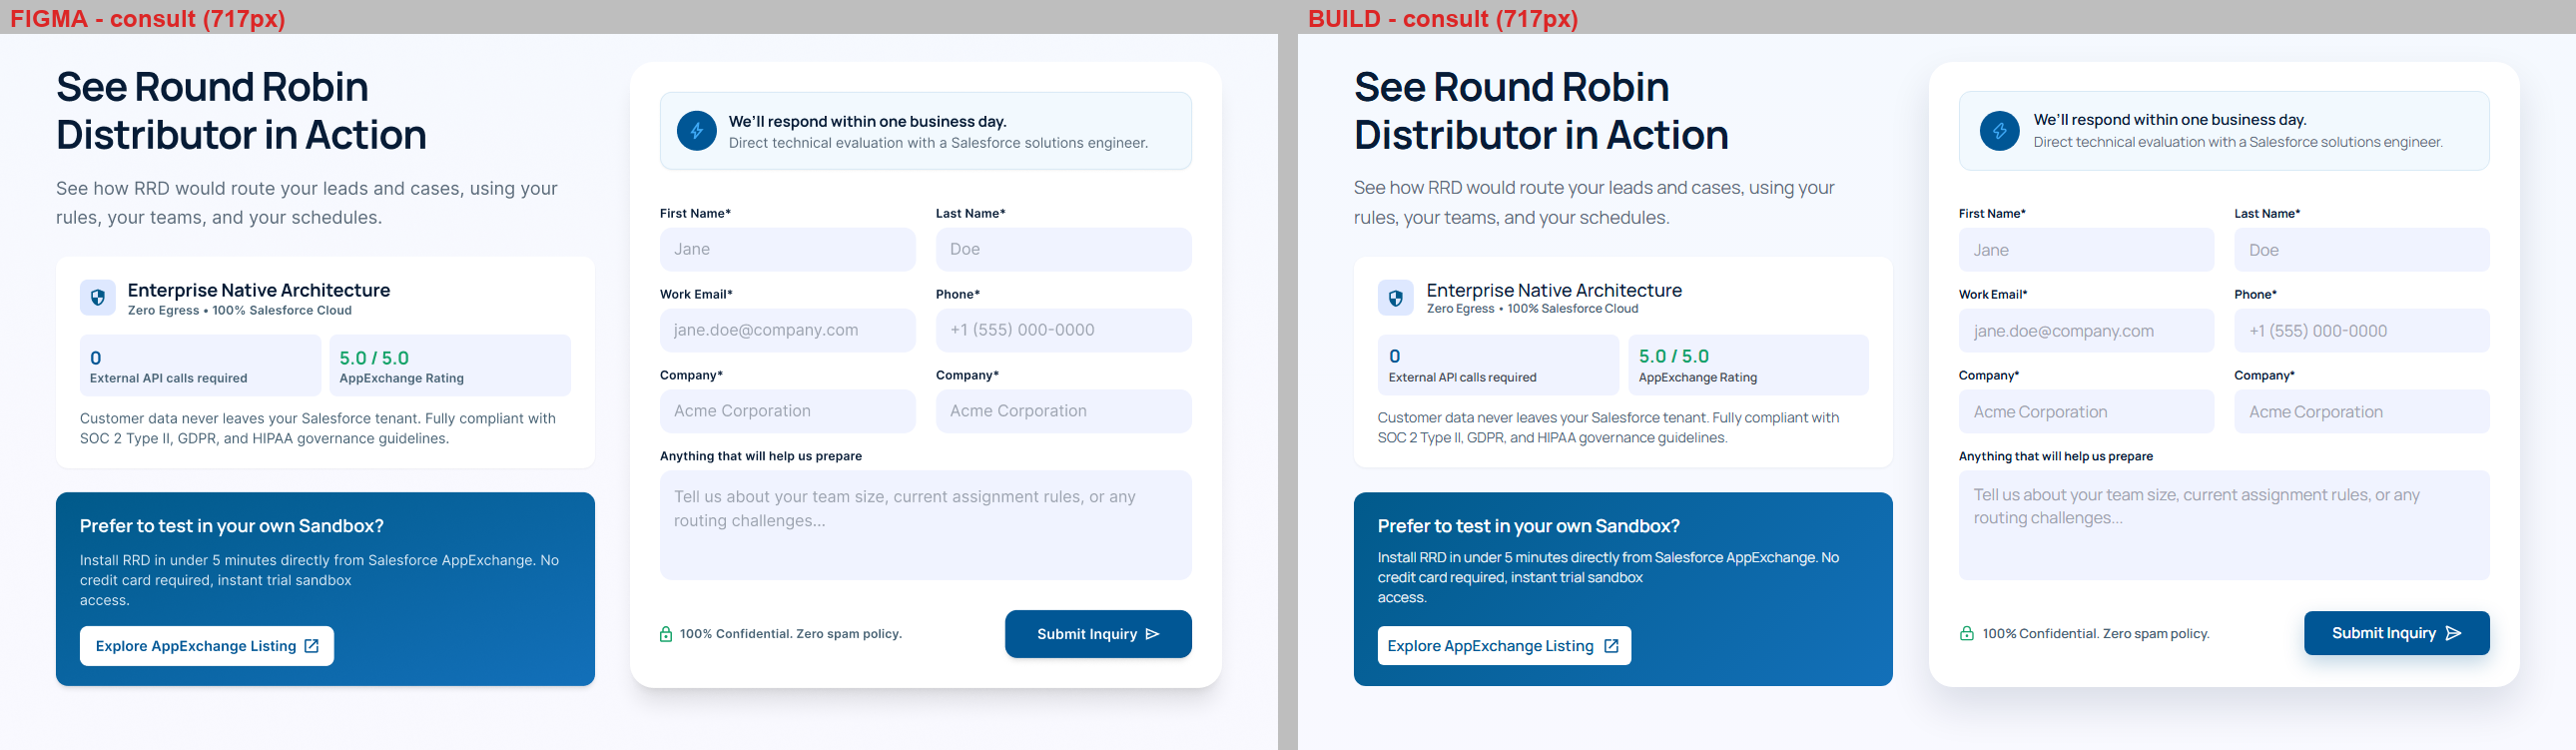 FIGMA - consult (717px)
See Round Robin
Distributor in Action
See how RRD would route your leads and cases, using your
rules, your teams, and your schedules.
Enterprise Native Architecture
Zero Egress • 100% Salesforce Cloud
0
External API calls required
5.0 / 5.0
AppExchange Rating
Customer data never leaves your Salesforce tenant. Fully compliant with
SOC 2 Type II, GDPR, and HIPAA governance guidelines.
Prefer to test in your own Sandbox?
Install RRD in under 5 minutes directly from Salesforce AppExchange. No
credit card required, instant trial sandbox
access.
Explore AppExchange Listing
We'll respond within one business day.
Direct technical evaluation with a Salesforce solutions engineer.
First Name*
Last Name*
Jane
Doe
Work Email*
Phone*
jane.doe@company.com
+1 (555) 000-0000
Company*
Company*
Acme Corporation
Acme Corporation
Anything that will help us prepare
Tell us about your team size, current assignment rules, or any
routing challenges...
100% Confidential. Zero spam policy.
Submit Inquiry
BUILD - consult (717px)
See Round Robin
Distributor in Action
See how RRD would route your leads and cases, using your
rules, your teams, and your schedules.
Enterprise Native Architecture
Zero Egress • 100% Salesforce Cloud
0
External API calls required
5.0 / 5.0
AppExchange Rating
Customer data never leaves your Salesforce tenant. Fully compliant with
SOC 2 Type II, GDPR, and HIPAA governance guidelines.
Prefer to test in your own Sandbox?
Install RRD in under 5 minutes directly from Salesforce AppExchange. No
credit card required, instant trial sandbox
access.
Explore AppExchange Listing
We'll respond within one business day.
Direct technical evaluation with a Salesforce solutions engineer.
First Name*
Last Name*
Jane
Doe
Work Email*
Phone*
jane.doe@company.com
+1 (555) 000-0000
Company*
Company*
Acme Corporation
Acme Corporation
Anything that will help us prepare
Tell us about your team size, current assignment rules, or any
routing challenges...
100% Confidential. Zero spam policy.
Submit Inquiry